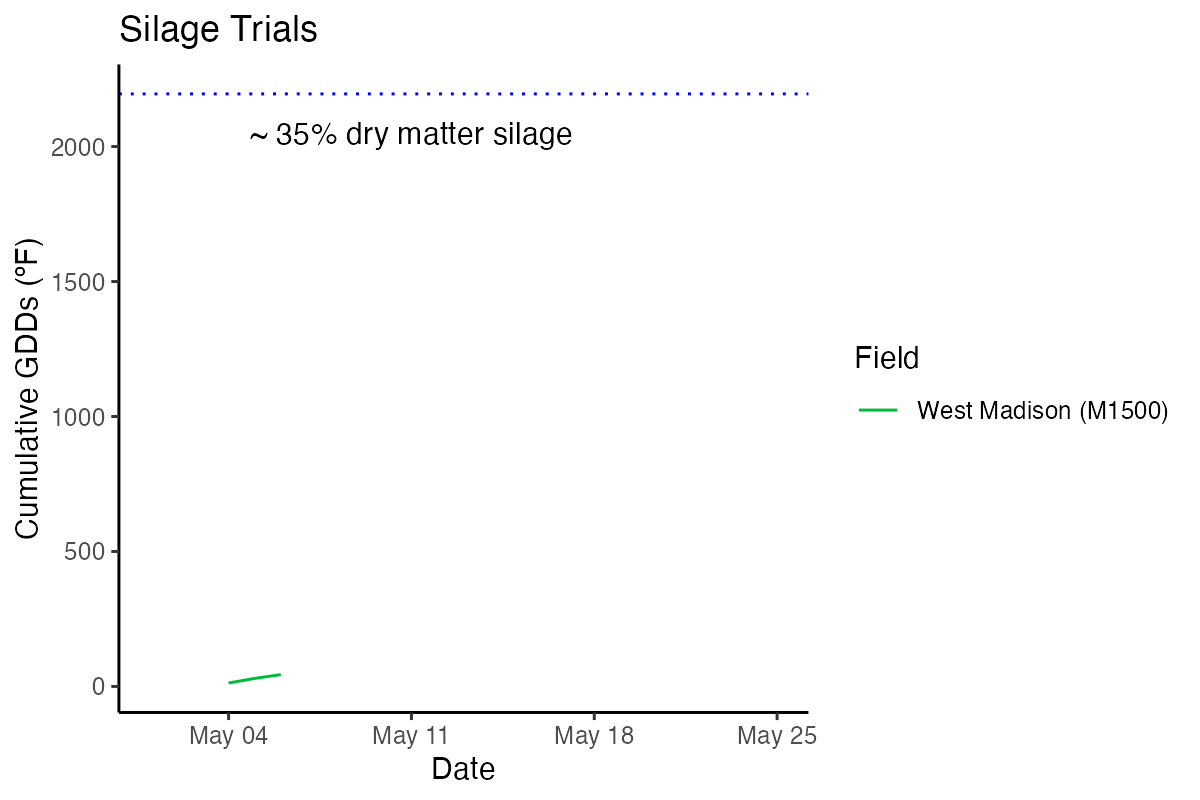 Silage Trials
~ 35% dry matter silage
2000
1500
1000
500
0
Cumulative GDDs (°F)
May 04
May 11
May 18
May 25
Date
Field
West Madison (M1500)